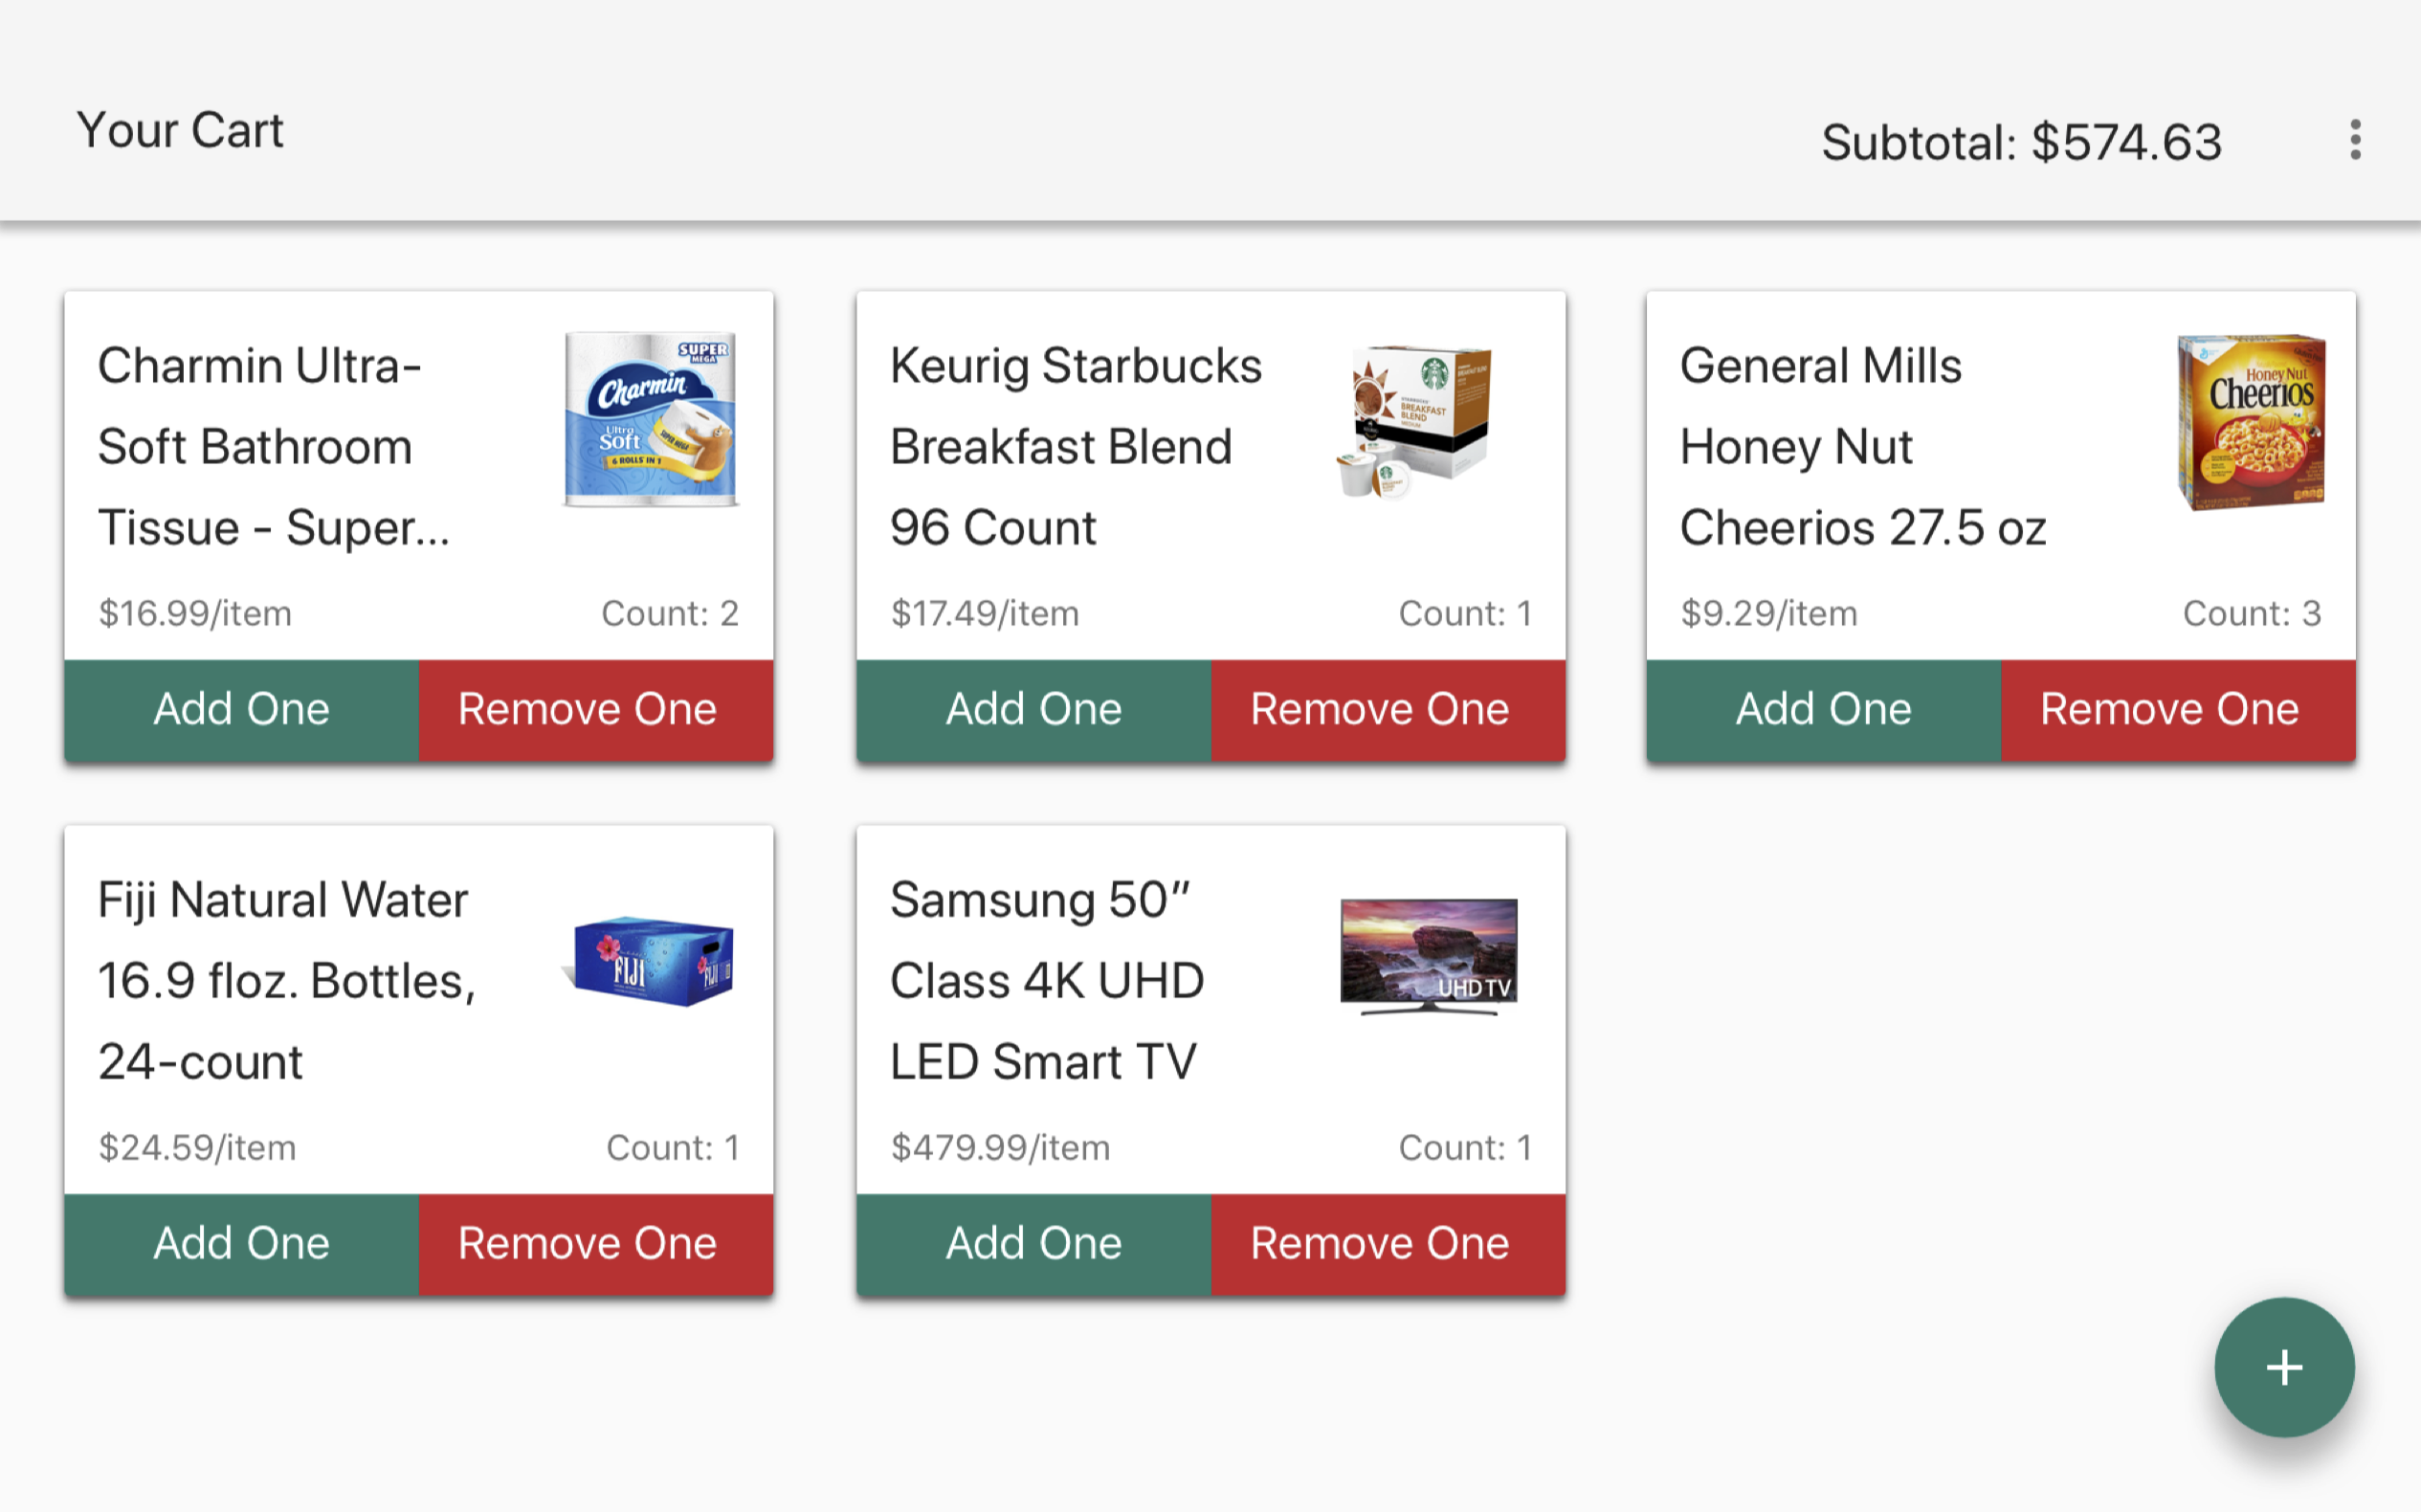 Your Cart
Subtotal: $574.63
Charmin Ultra-
Soft Bathroom
Tissue - Super...
SUPER
MEGA
Charmin
Ultra
Soft
SUPER MEGA
6 ROLLS IN 1
$16.99/item
Count: 2
Add One
Remove One
Keurig Starbucks
Breakfast Blend
96 Count
BREAKFAST
BLEND
MEDIUM
$17.49/item
Count: 1
Add One
Remove One
General Mills
Honey Nut
Cheerios 27.5 oz
Honey Nut
Cheerios
$9.29/item
Count: 3
Add One
Remove One
Fiji Natural Water
16.9 floz. Bottles,
24-count
FIJI
FIJI
$24.59/item
Count: 1
Add One
Remove One
Samsung 50”
Class 4K UHD
LED Smart TV
UHD TV
$479.99/item
Count: 1
Add One
Remove One
+